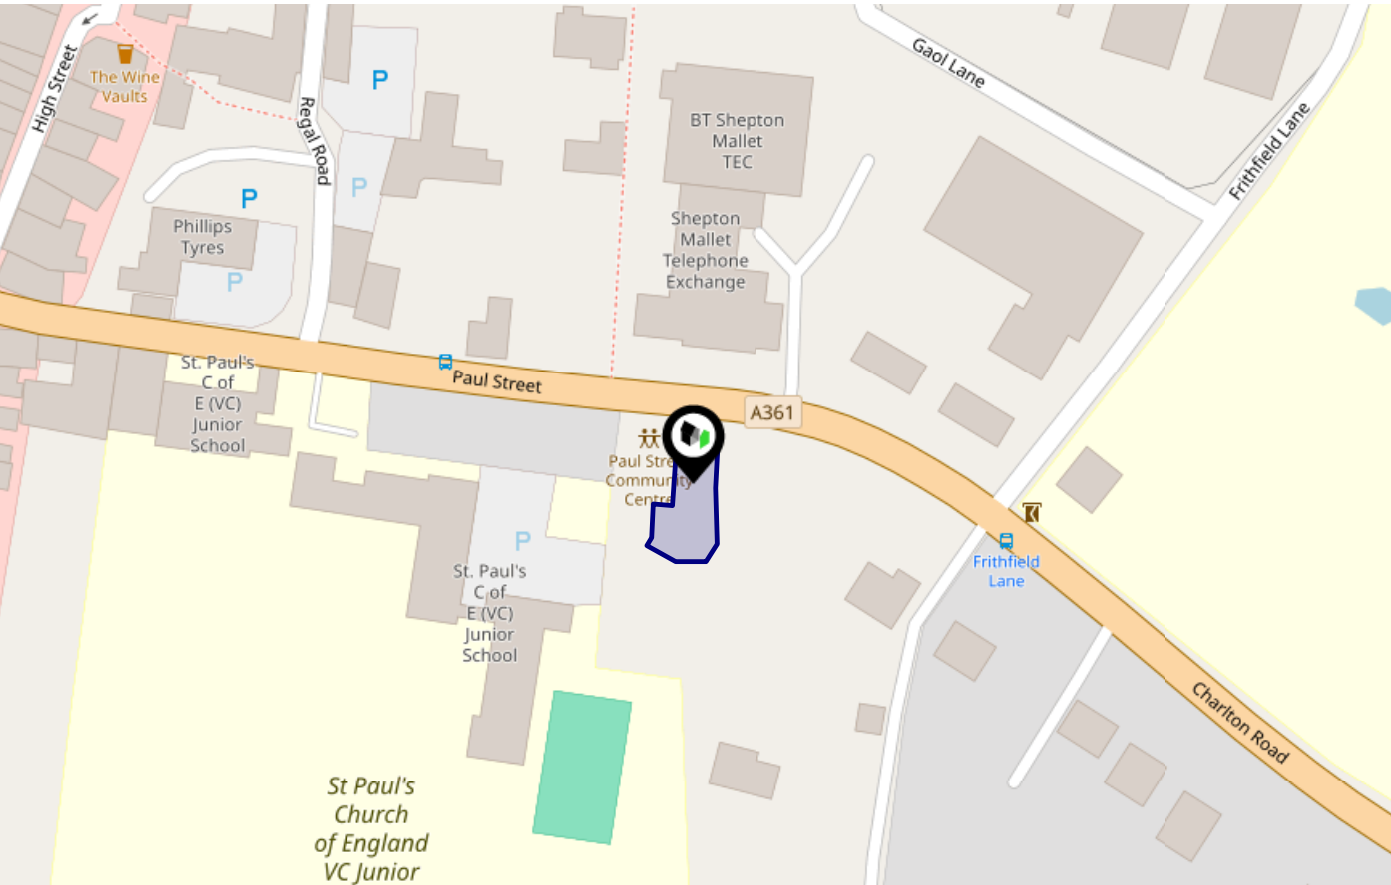 High Street
The Wine
Vaults
Regal Road
P
P
P
P
Phillips
Tyres
P
BT Shepton
Mallet
TEC
Shepton
Mallet
Telephone
Exchange
Gaol Lane
Frithfield Lane
St. Paul's
C of
E (VC)
Junior
School
Paul Street
A361
Paul Stre
Community
Centre
P
St. Paul's
C of
E (VC)
Junior
School
Frithfield
Lane
Charlton Road
St Paul's
Church
of England
VC Junior